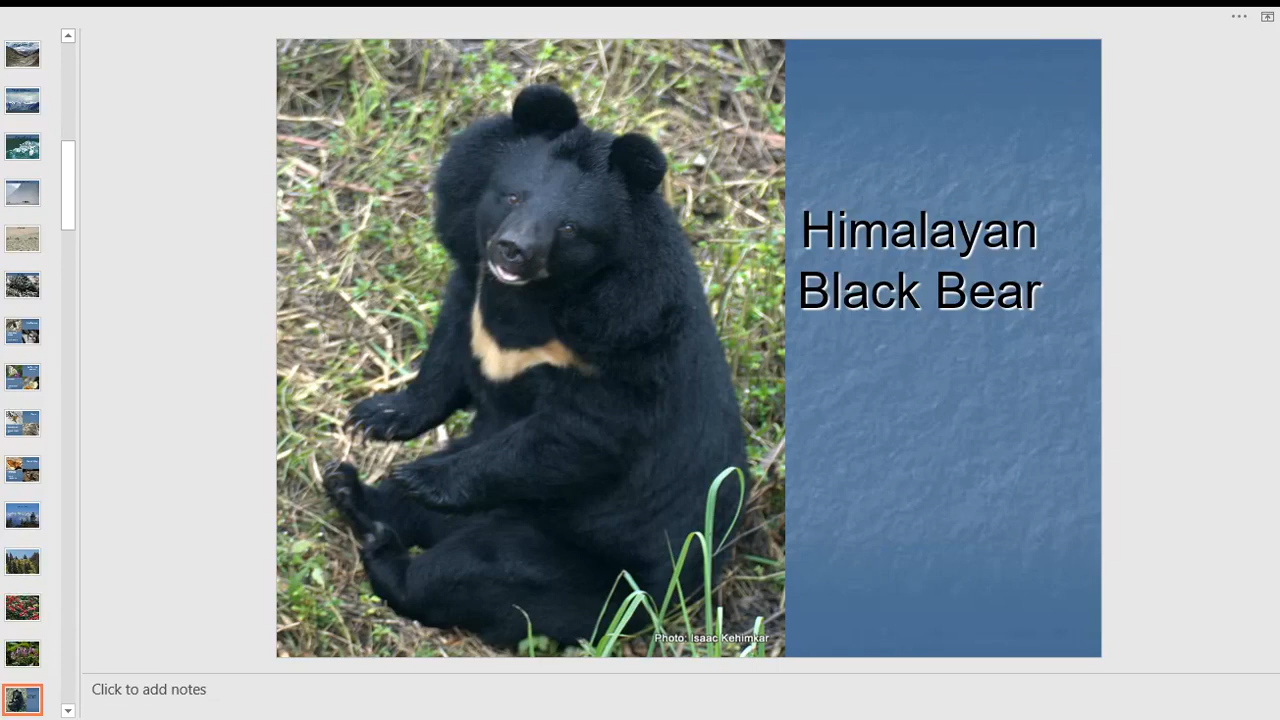 Himalayan
Black Bear
Photo: Isaac Kehimkar
Click to add notes